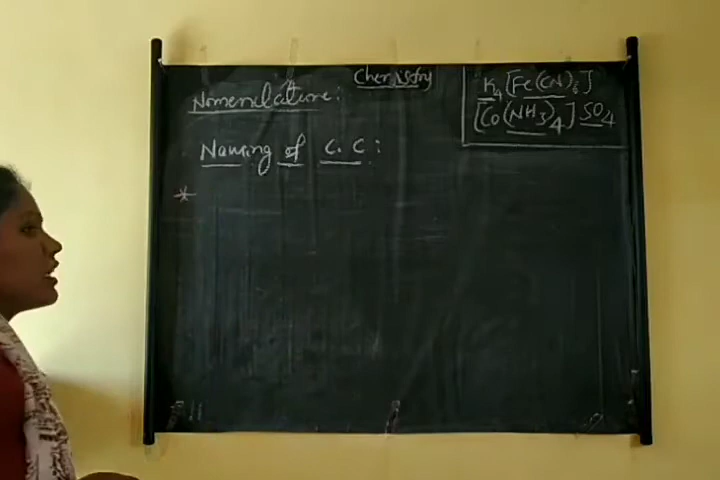 Chemistry
Nomenclature:
K4[Fe(CN)6]
[Co(NH3)4]SO4
Naming of C.C:
*